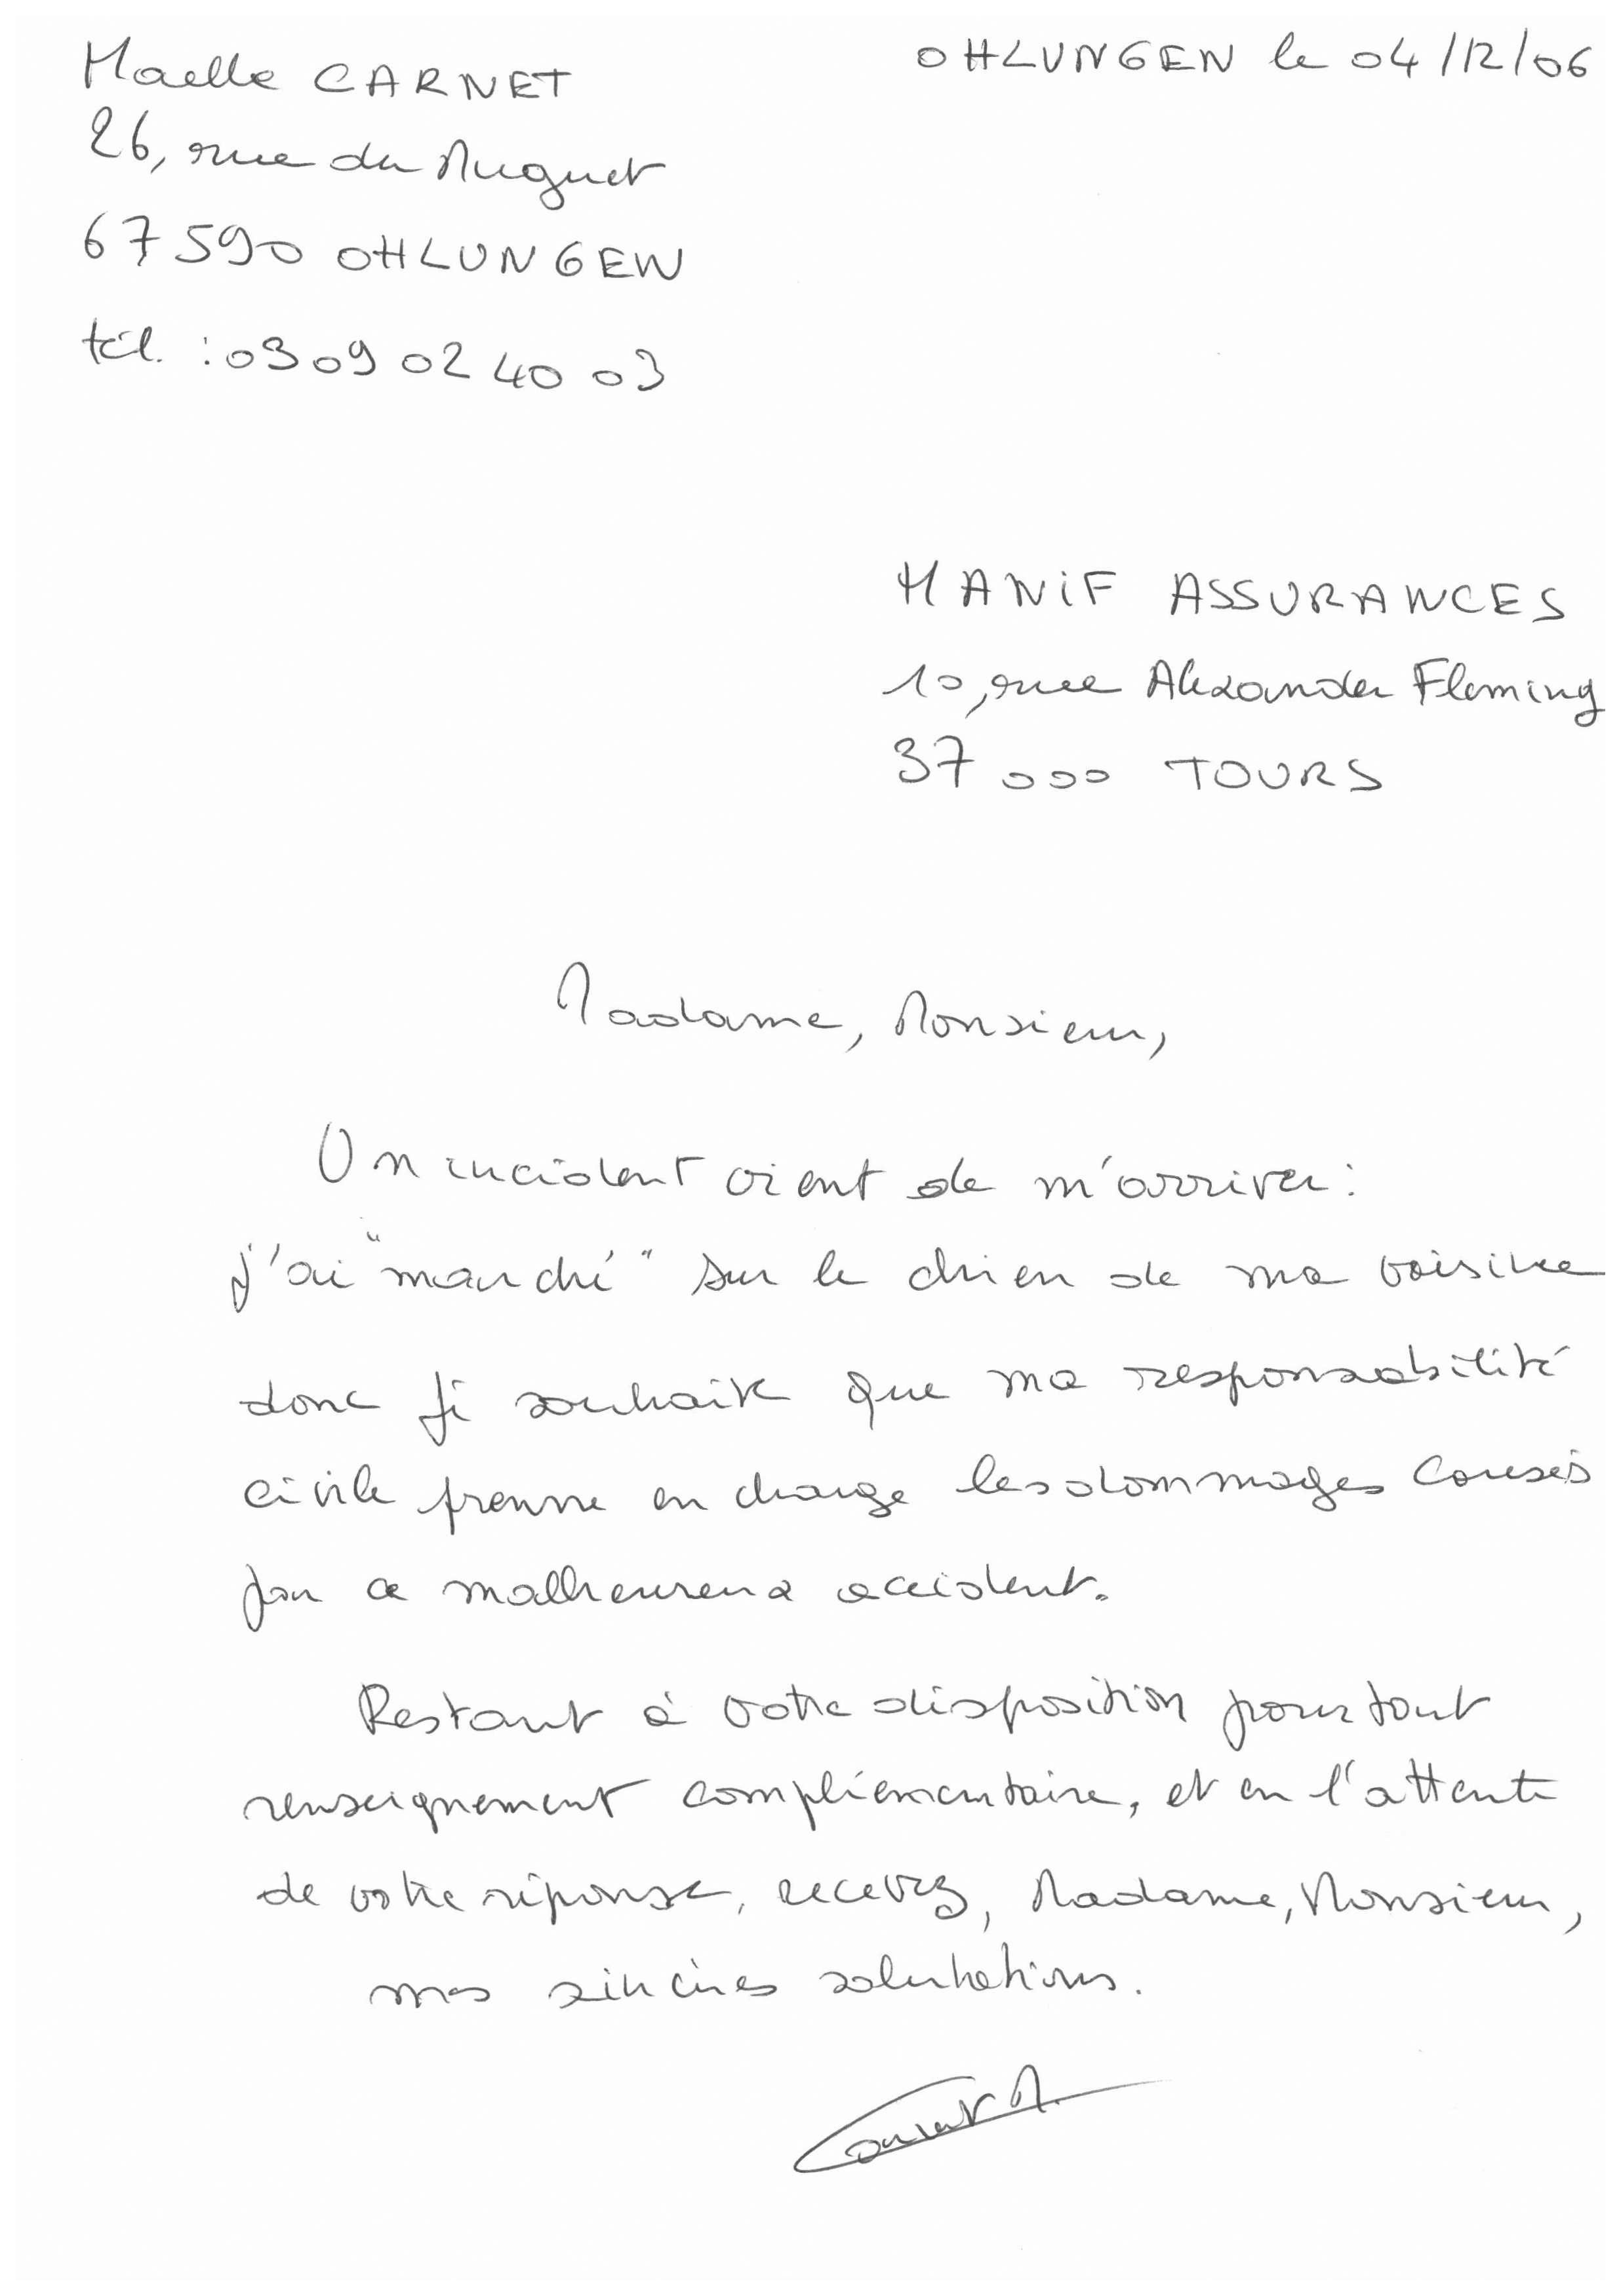 Maelle CARNET
OHLUNGEN le 04/12/06
26, rue du Muguet
67590 OHLUNGEN
tél. : 03 09 02 40 03
MANiF ASSURANCES
10, rue Alexander Fleming
37 000 TOURS
Madame, Monsieur,
Un incident vient de m'arriver :
j'ai "marché" sur le chien de ma voisine
donc je souhaite que ma responsabilité
civile prenne en charge les dommages causés
par ce malheureux accident.
Restant à votre disposition pour tout
renseignement complémentaire, et en l'attente
de votre réponse, recevez, Madame, Monsieur,
mes sincères salutations.
Carnet M.